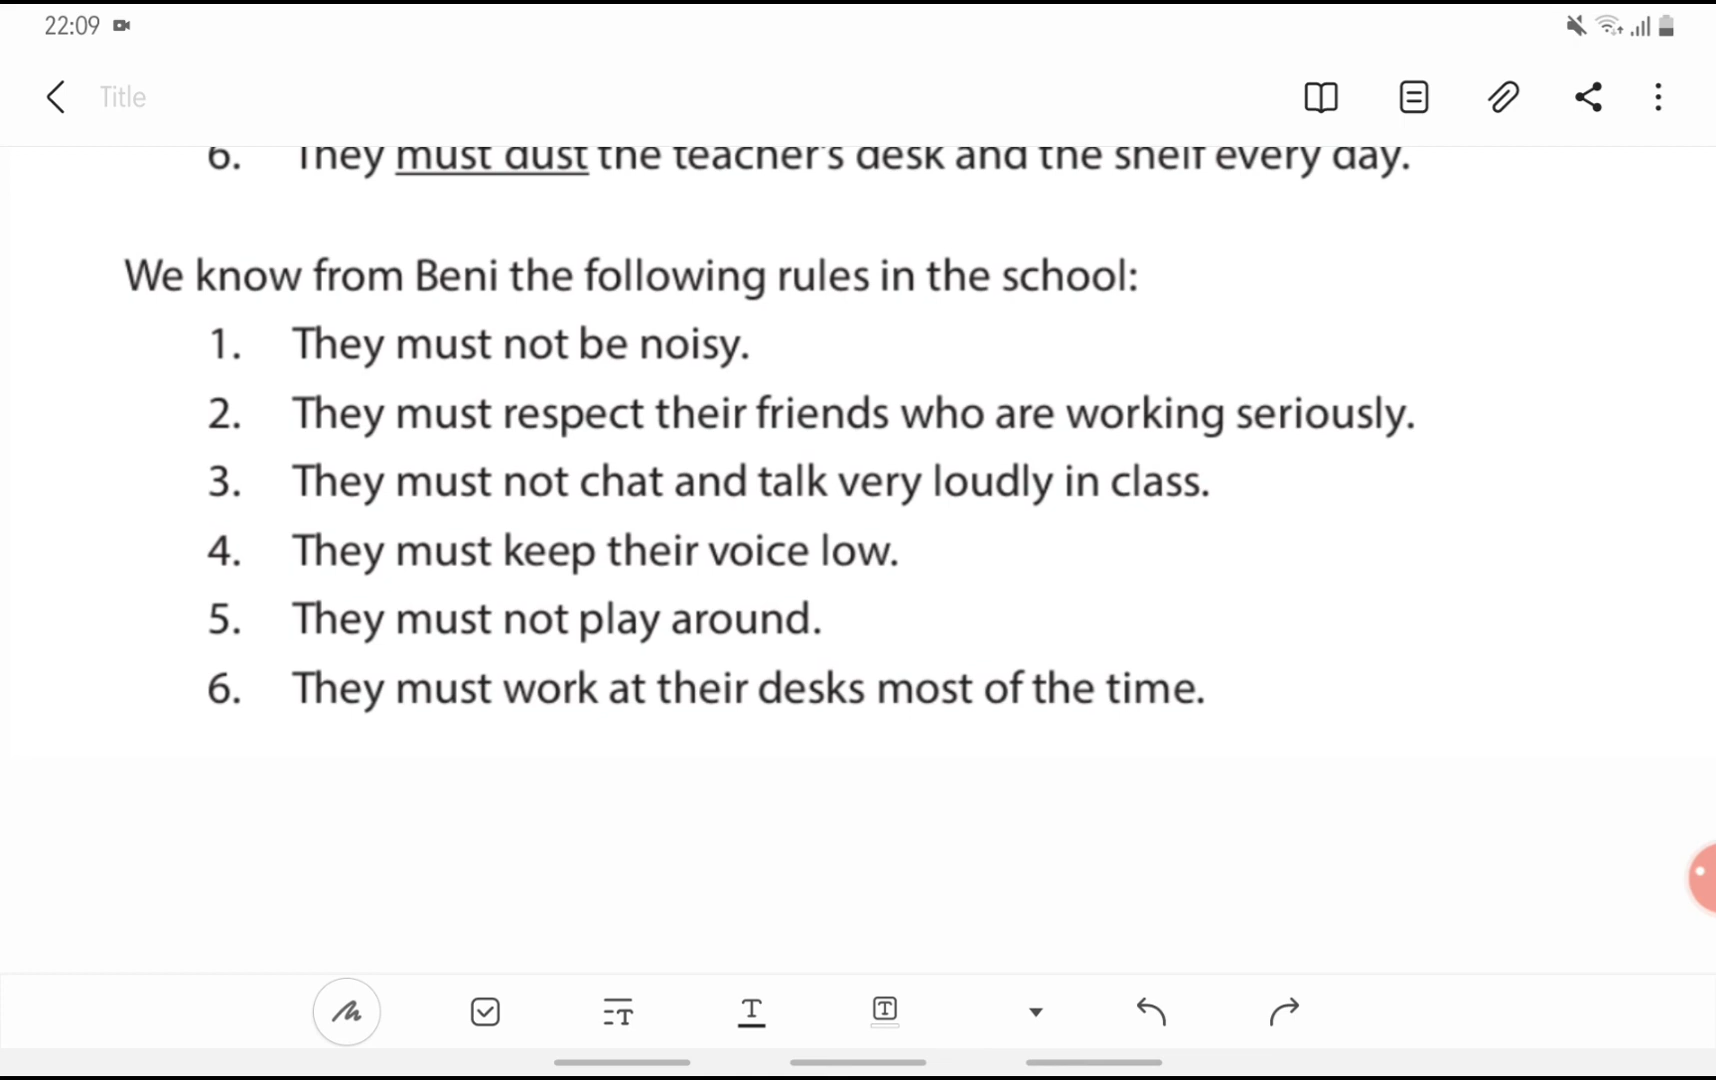 22:09
Title
6. They must dust the teacher's desk and the shelf every day.
We know from Beni the following rules in the school:
1. They must not be noisy.
2. They must respect their friends who are working seriously.
3. They must not chat and talk very loudly in class.
4. They must keep their voice low.
5. They must not play around.
6. They must work at their desks most of the time.